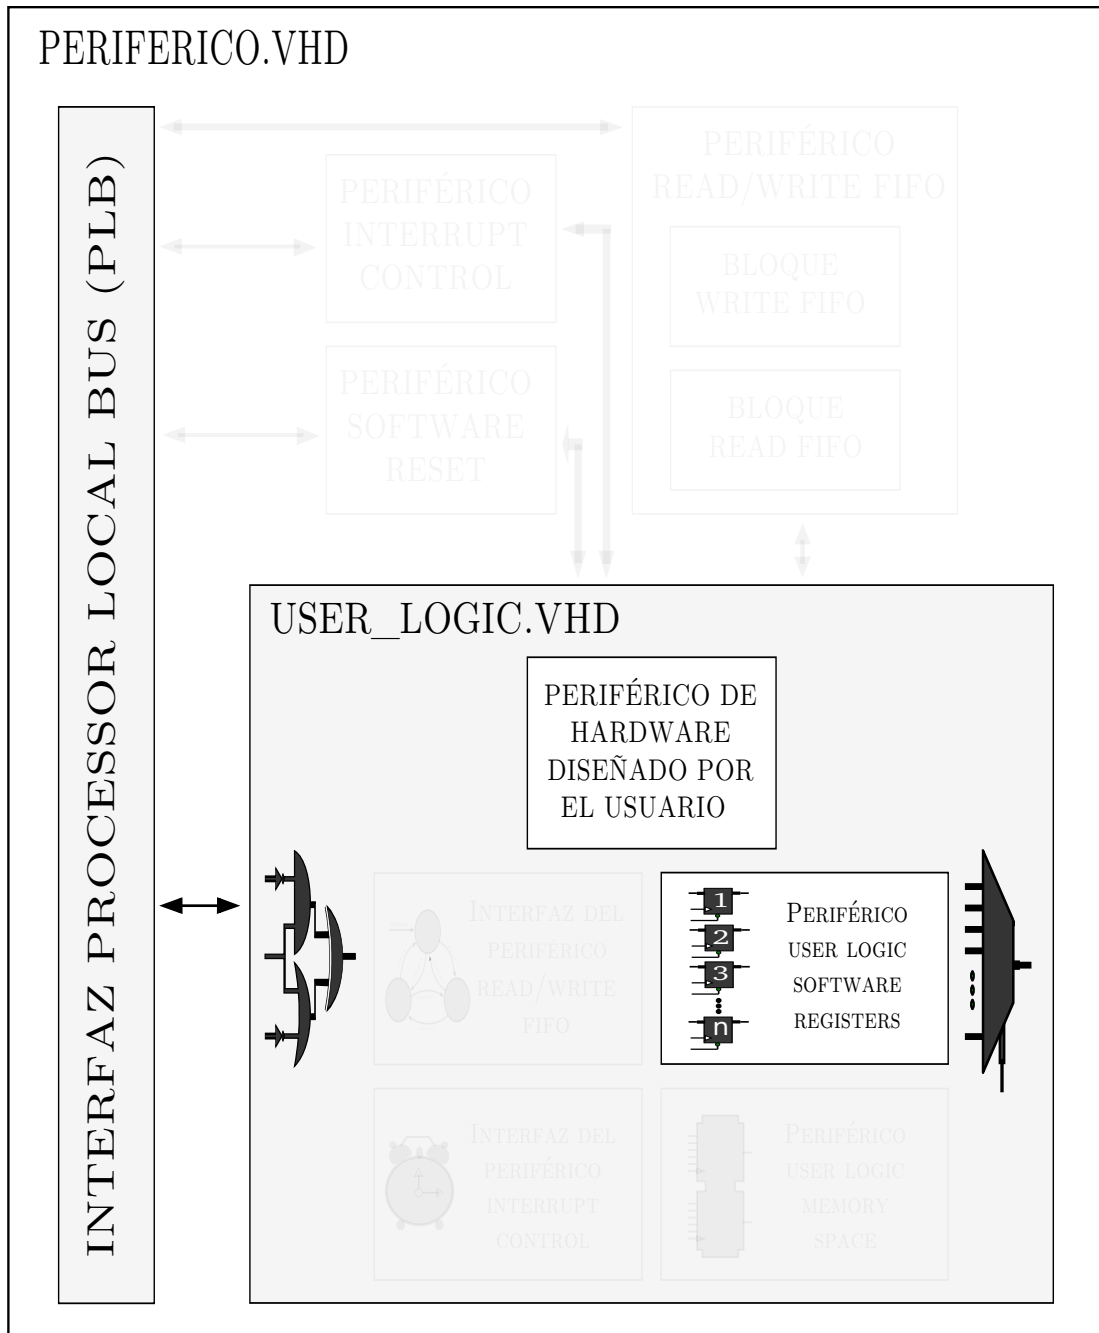 PERIFERICO.VHD
INTERFAZ PROCESSOR LOCAL BUS (PLB)
PERIFÉRICO
INTERRUPT
CONTROL
PERIFÉRICO
SOFTWARE
RESET
PERIFÉRICO
READ/WRITE FIFO
BLOQUE
WRITE FIFO
BLOQUE
READ FIFO
USER_LOGIC.VHD
PERIFÉRICO DE
HARDWARE
DISEÑADO POR
EL USUARIO
INTERFAZ DEL
PERIFÉRICO
READ/WRITE
FIFO
1
2
3
n
PERIFÉRICO
USER LOGIC
SOFTWARE
REGISTERS
INTERFAZ DEL
PERIFÉRICO
INTERRUPT
CONTROL
PERIFÉRICO
USER LOGIC
MEMORY
SPACE